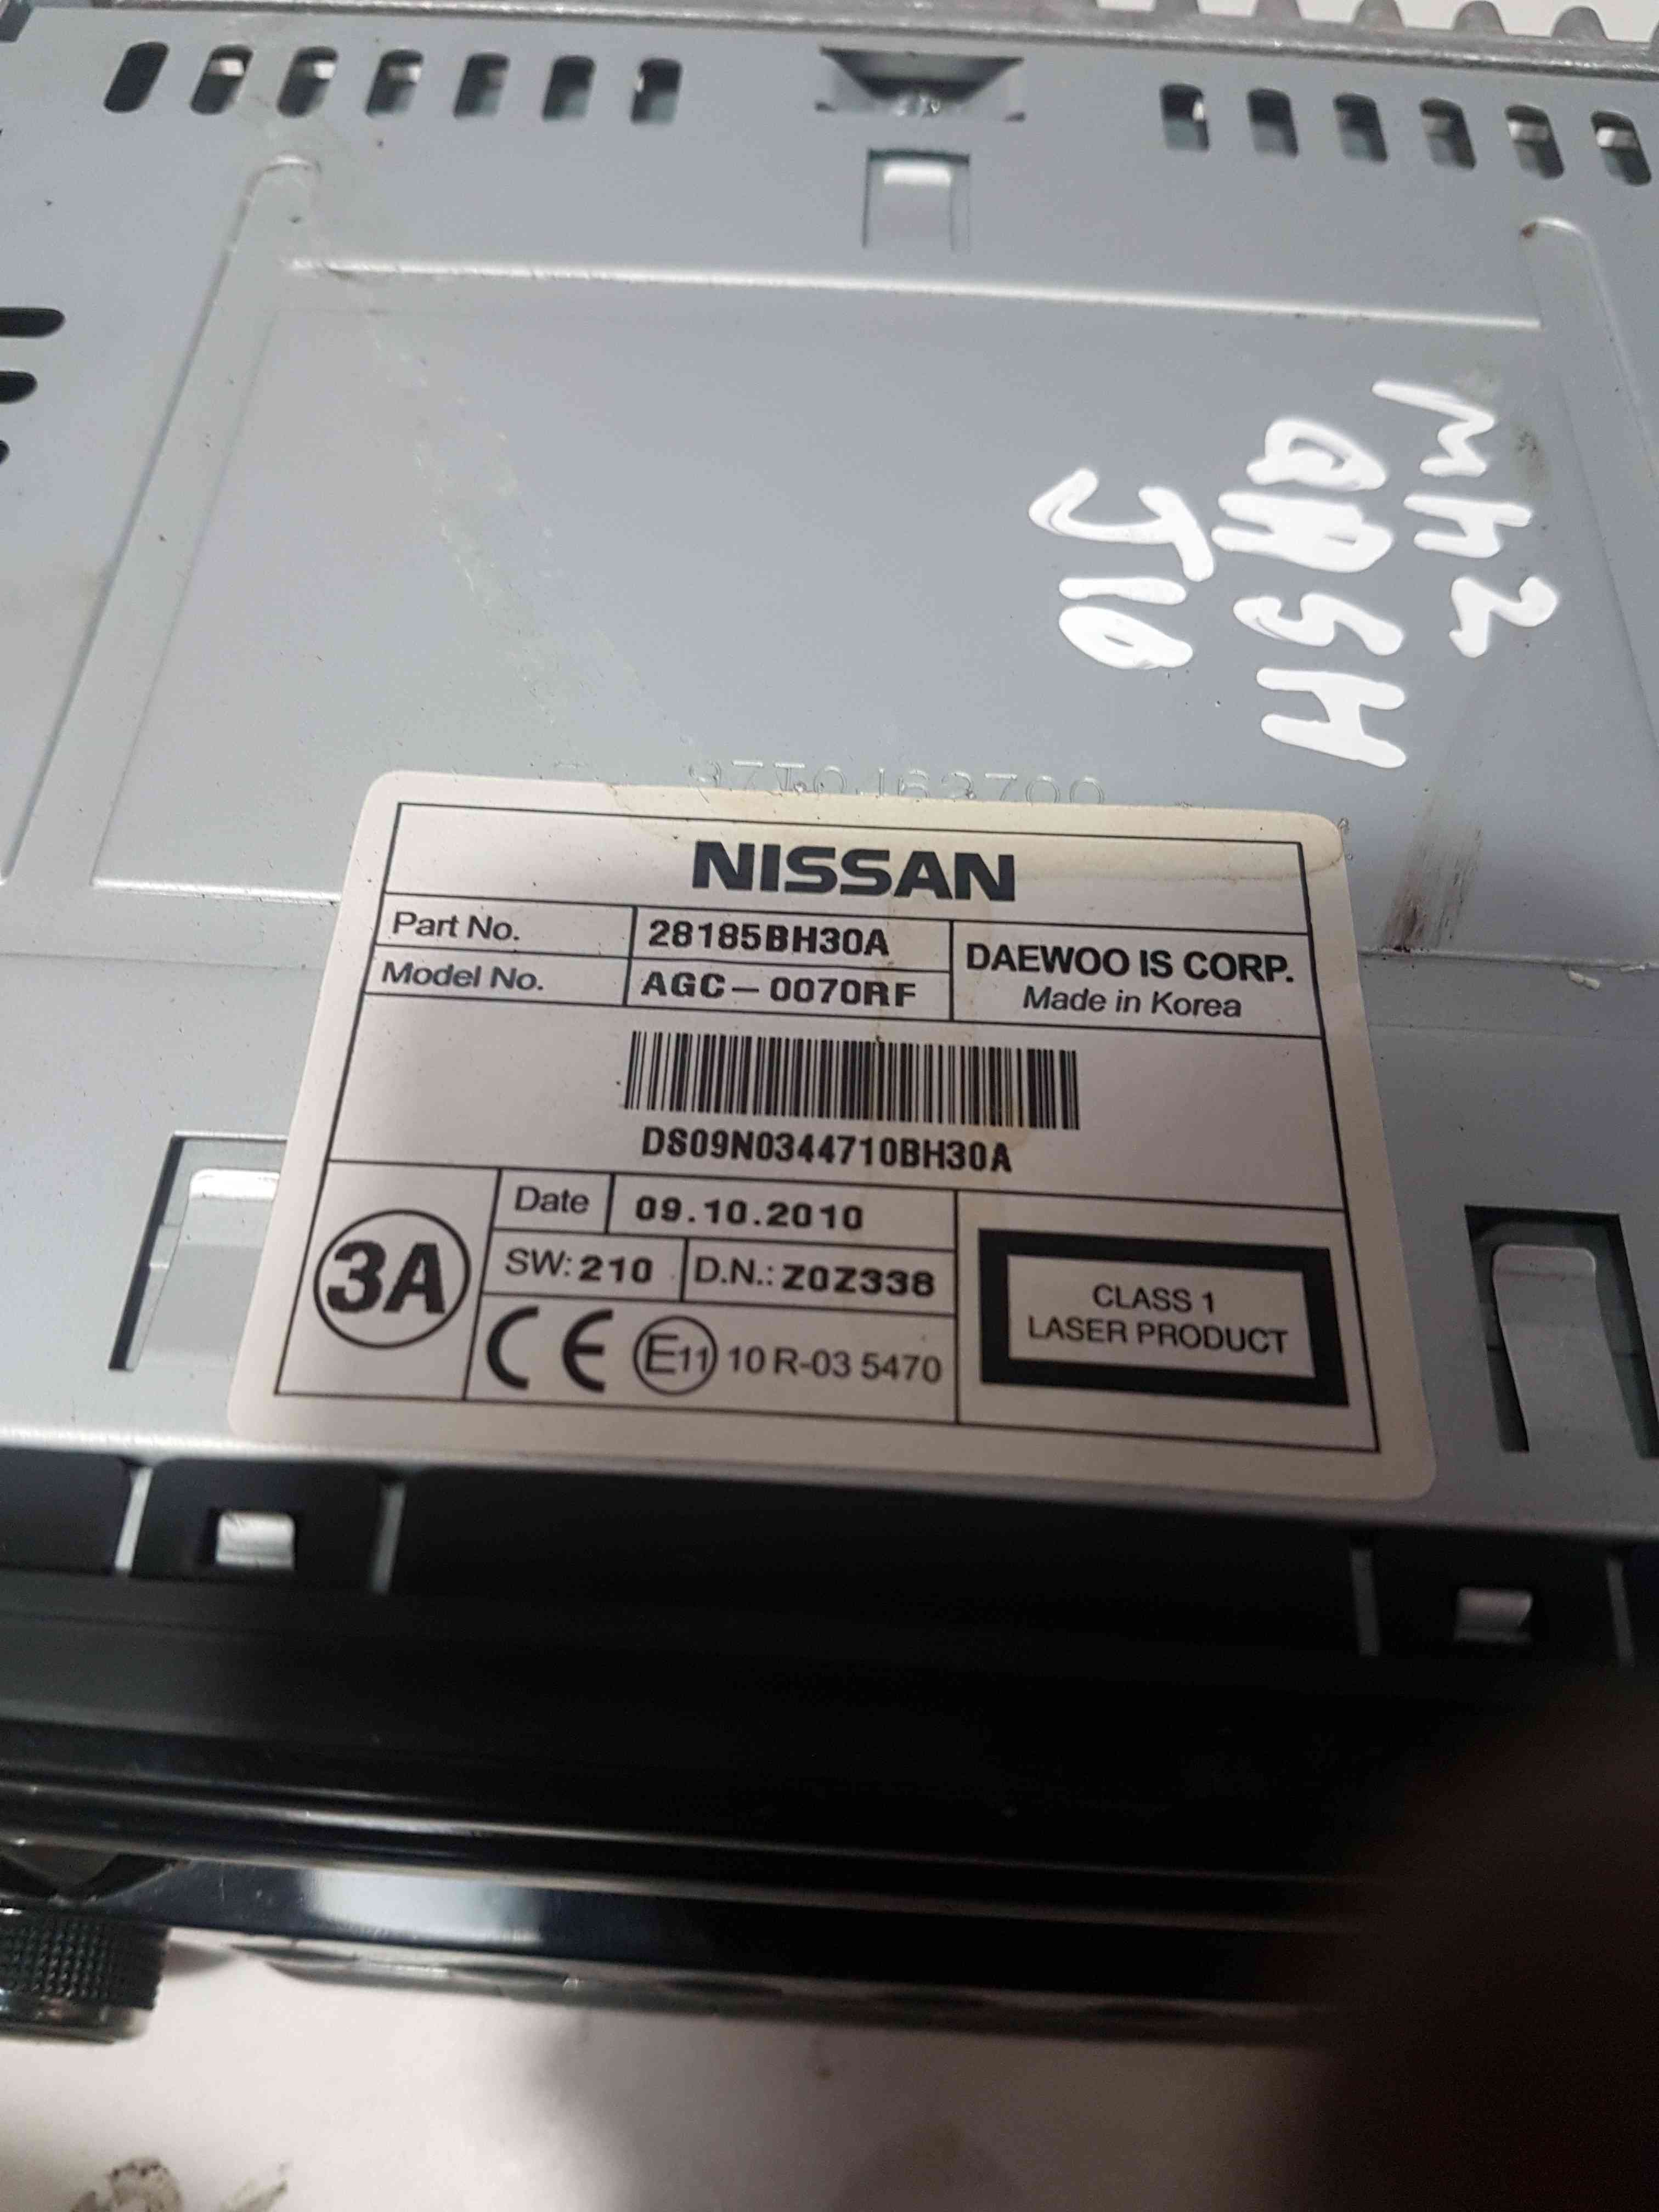 J10
NISSAN
Part No. 28185BH30A
Model No. AGC-0070RF
DAEWOO IS CORP.
Made in Korea
DS09N0344710BH30A
3A
Date 09.10.2010
SW: 210 D.N.: Z0Z338
CE E11 10 R-03 5470
CLASS 1
LASER PRODUCT